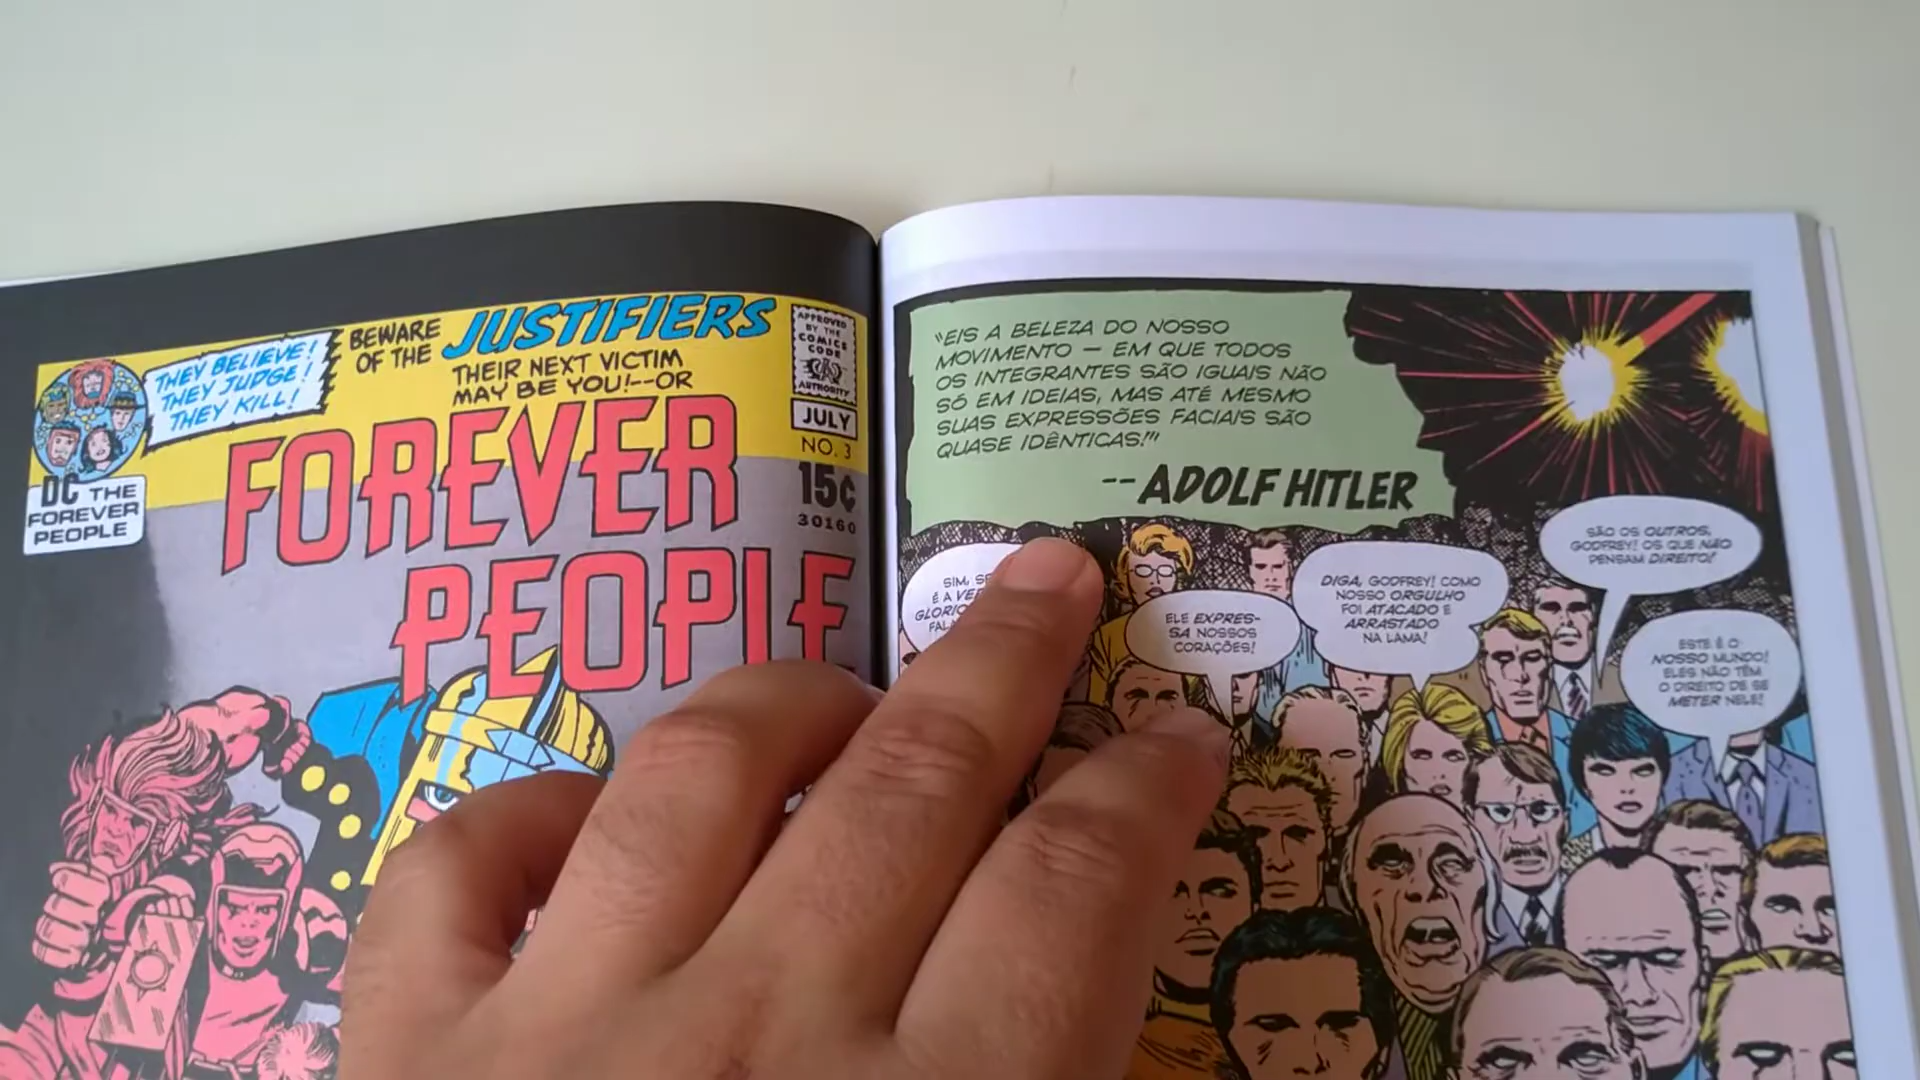 THEY BELIEVE!
THEY JUDGE!
THEY KILL!
BEWARE
OF THE
JUSTIFIERS
THEIR NEXT VICTIM
MAY BE YOU!--OR
APPROVED
BY THE
COMICS
CODE
AUTHORITY
JULY
NO. 3
15¢
30160
DC THE
FOREVER
PEOPLE
FOREVER
PEOPLE
"EIS A BELEZA DO NOSSO
MOVIMENTO — EM QUE TODOS
OS INTEGRANTES SÃO IGUAIS NÃO
SÓ EM IDEIAS, MAS ATÉ MESMO
SUAS EXPRESSÕES FACIAIS SÃO
QUASE IDÊNTICAS!"
--ADOLF HITLER
SIM,
É A
ELE EXPRES-
SA NOSSOS
CORAÇÕES!
DIGA, GODFREY! COMO
NOSSO ORGULHO
FOI ATACADO E
ARRASTADO
NA LAMA!
SÃO OS OUTROS,
GODFREY! OS QUE NÃO
PENSAM DIREITO!
ESTE É O
NOSSO MUNDO!
ELES NÃO TÊM
O DIREITO DE SE
METER NELE!